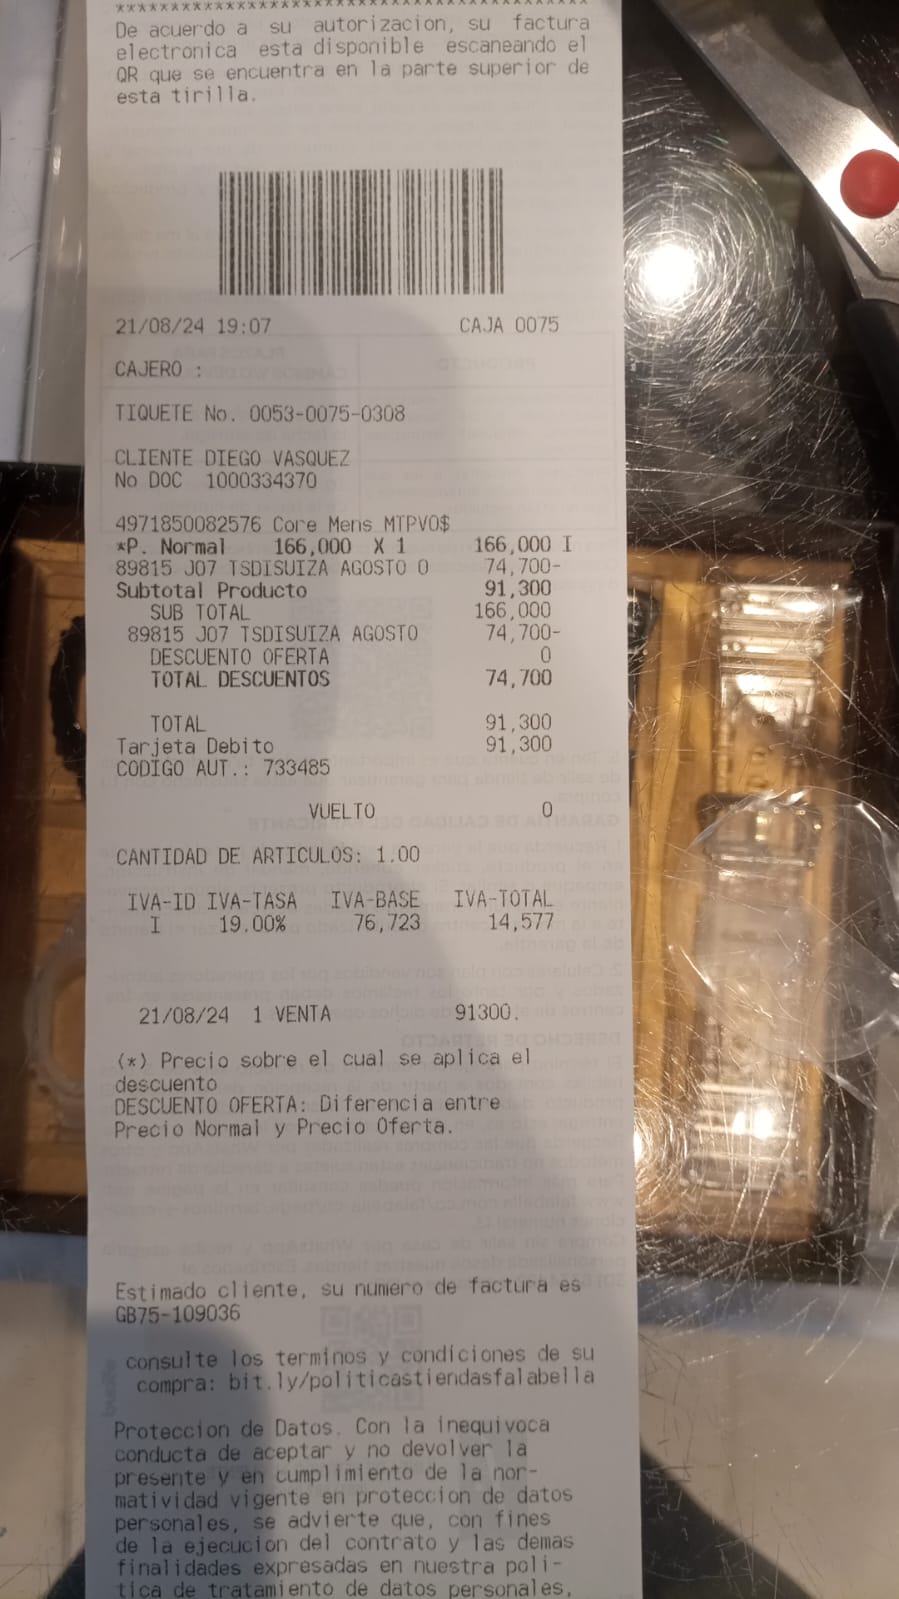 ****************************************
De acuerdo a su autorizacion, su factura
electronica esta disponible escaneando el
QR que se encuentra en la parte superior de
esta tirilla.
21/08/24 19:07 CAJA 0075
CAJERO :
TIQUETE No. 0053-0075-0308
CLIENTE DIEGO VASQUEZ
No DOC 1000334370
4971850082576 Core Mens MTPVO$
*P. Normal 166,000 X 1 166,000 I
89815 J07 TSDISUIZA AGOSTO 0 74,700-
Subtotal Producto 91,300
SUB TOTAL 166,000
89815 J07 TSDISUIZA AGOSTO 74,700-
DESCUENTO OFERTA 0
TOTAL DESCUENTOS 74,700
TOTAL 91,300
Tarjeta Debito 91,300
CODIGO AUT.: 733485
VUELTO 0
CANTIDAD DE ARTICULOS: 1.00
IVA-ID IVA-TASA IVA-BASE IVA-TOTAL
I 19.00% 76,723 14,577
21/08/24 1 VENTA 91300.
(*) Precio sobre el cual se aplica el
descuento
DESCUENTO OFERTA: Diferencia entre
Precio Normal y Precio Oferta.
Estimado cliente, su numero de factura es
GB75-109036
consulte los terminos y condiciones de su
compra: bit.ly/politicastiendasfalabella
Proteccion de Datos. Con la inequivoca
conducta de aceptar y no devolver la
presente y en cumplimiento de la nor-
matividad vigente en proteccion de datos
personales, se advierte que, con fines
de la ejecucion del contrato y las demas
finalidades expresadas en nuestra poli-
tica de tratamiento de datos personales,